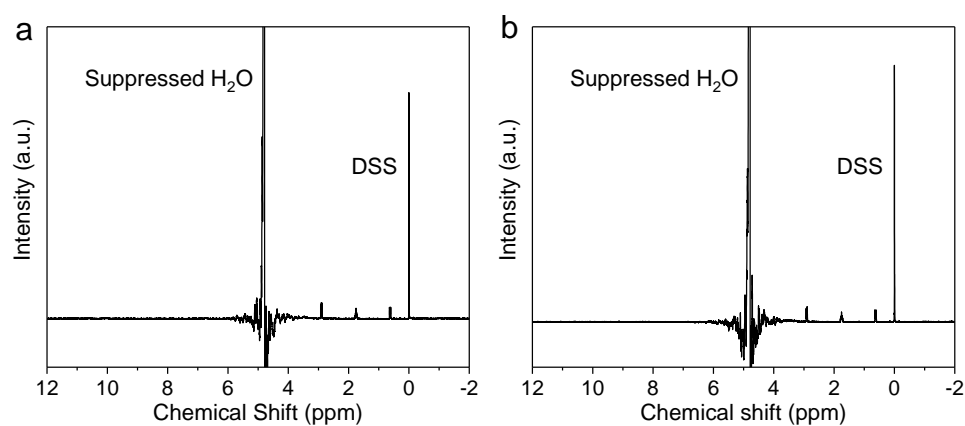 a
Suppressed H₂O
DSS
Intensity (a.u.)
12 10 8 6 4 2 0 -2
Chemical Shift (ppm)
b
Suppressed H₂O
DSS
Intensity (a.u.)
12 10 8 6 4 2 0 -2
Chemical shift (ppm)